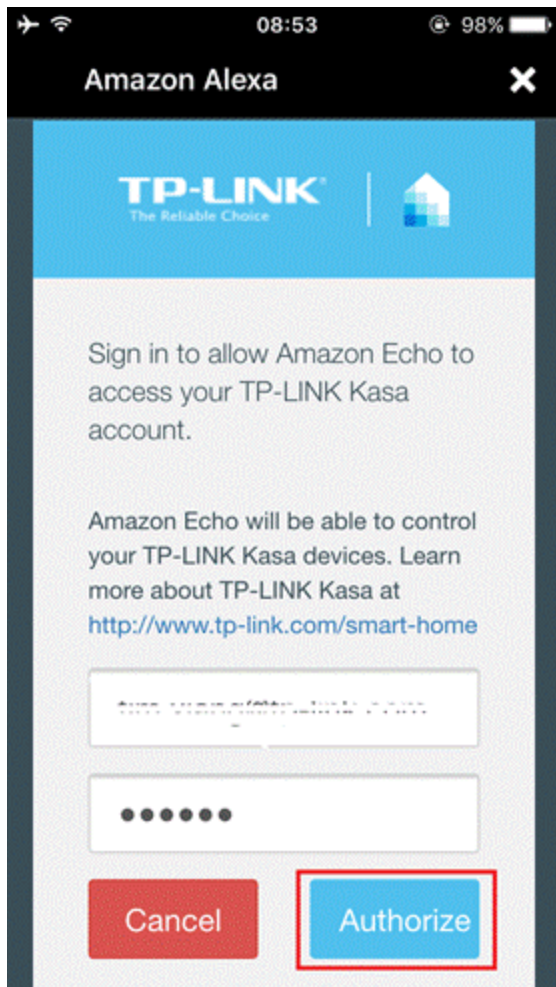 08:53
98%
Amazon Alexa
TP-LINK
The Reliable Choice
Sign in to allow Amazon Echo to
access your TP-LINK Kasa
account.
Amazon Echo will be able to control
your TP-LINK Kasa devices. Learn
more about TP-LINK Kasa at
http://www.tp-link.com/smart-home
Cancel
Authorize